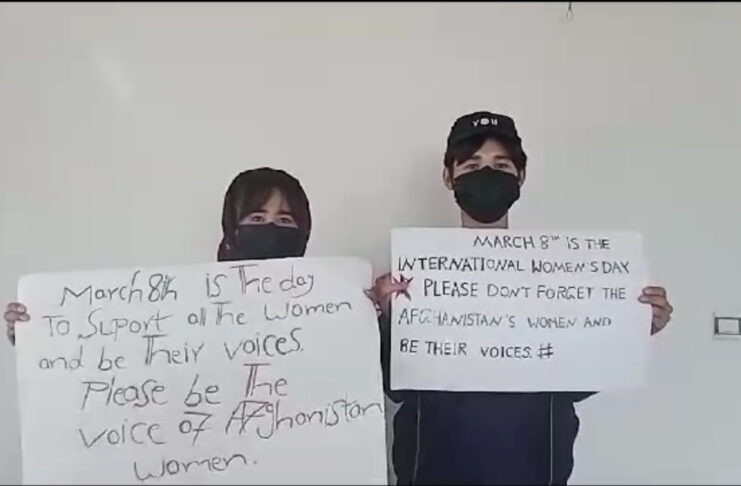 YOU
March 8th is The day
To Suport all The Women
and be Their voices.
Please be The
voice of Afghanistan
women.
MARCH 8TH IS THE
INTERNATIONAL WOMEN'S DAY
PLEASE DON'T FORGET THE
AFGHANISTAN'S WOMEN AND
BE THEIR VOICES.#